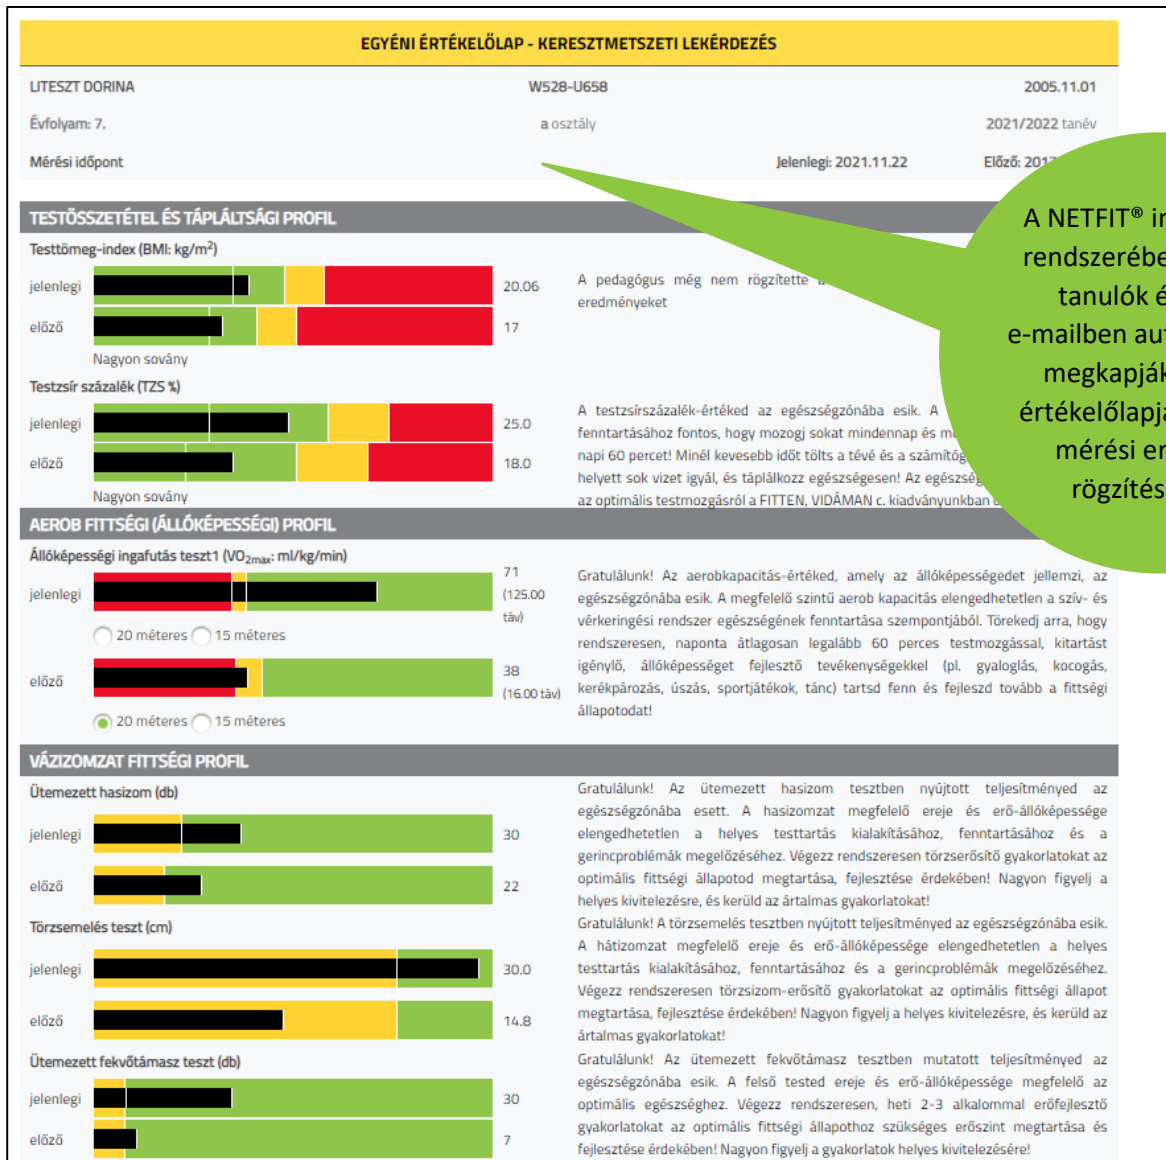 EGYÉNI ÉRTÉKELŐLAP - KERESZTMETSZETI LEKÉRDEZÉS
LITESZT DORINA W528-U658 2005.11.01
Évfolyam: 7. a osztály 2021/2022 tanév
Mérési időpont Jelenlegi: 2021.11.22 Előző: 2017
TESTÖSSZETÉTEL ÉS TÁPLÁLTSÁGI PROFIL
Testtömeg-index (BMI: kg/m²)
jelenlegi 20.06
előző 17
Nagyon sovány
A pedagógus még nem rögzítette a
eredményeket
Testzsír százalék (TZS %)
jelenlegi 25.0
előző 18.0
Nagyon sovány
A testzsírszázalék-értéked az egészségzónába esik. A
fenntartásához fontos, hogy mozogj sokat mindennap és
napi 60 percet! Minél kevesebb időt tölts a tévé és a
helyett sok vizet igyál, és táplálkozz egészségesen! Az
az optimális testmozgásról a FITTEN, VIDÁMAN c. kiadványunkban
A NETFIT®
tanulók
e-mailben
AEROB FITTSÉGI (ÁLLÓKÉPESSÉGI) PROFIL
Állóképességi ingafutás teszt1 (VO2max: ml/kg/min)
jelenlegi 71
(125.00
táv)
20 méteres 15 méteres
előző 38
(16.00 táv)
20 méteres 15 méteres
Gratulálunk! Az aerobkapacitás-értéked, amely az állóképességedet jellemzi, az
egészségzónába esik. A megfelelő szintű aerob kapacitás elengedhetetlen a szív- és
vérkeringési rendszer egészségének fenntartása szempontjából. Törekedj arra, hogy
rendszeresen, naponta átlagosan legalább 60 perces testmozgással, kitartást
igénylő, állóképességet fejlesztő tevékenységekkel (pl. gyaloglás, kocogás,
kerékpározás, úszás, sportjátékok, tánc) tartsd fenn és fejleszd tovább a fittségi
állapotodat!
VÁZIZOMZAT FITTSÉGI PROFIL
Ütemezett hasizom (db)
jelenlegi 30
előző 22
Gratulálunk! Az ütemezett hasizom tesztben nyújtott teljesítményed az
egészségzónába esett. A hasizomzat megfelelő ereje és erő-állóképessége
elengedhetetlen a helyes testtartás kialakításához, fenntartásához és a
gerincproblémák megelőzéséhez. Végezz rendszeresen törzserősítő gyakorlatokat az
optimális fittségi állapotod megtartása, fejlesztése érdekében! Nagyon figyelj a
helyes kivitelezésre, és kerüld az ártalmas gyakorlatokat!
Törzsemelés teszt (cm)
jelenlegi 30.0
előző 14.8
Gratulálunk! A törzsemelés tesztben nyújtott teljesítményed az egészségzónába esik.
A hátizomzat megfelelő ereje és erő-állóképessége elengedhetetlen a helyes
testtartás kialakításához, fenntartásához és a gerincproblémák megelőzéséhez.
Végezz rendszeresen törzsizom-erősítő gyakorlatokat az optimális fittségi állapot
megtartása, fejlesztése érdekében! Nagyon figyelj a helyes kivitelezésre, és kerüld az
ártalmas gyakorlatokat!
Ütemezett fekvőtámasz teszt (db)
jelenlegi 30
előző 7
Gratulálunk! Az ütemezett fekvőtámasz tesztben mutatott teljesítményed az
egészségzónába esik. A felső tested ereje és erő-állóképessége megfelelő az
optimális egészséghez. Végezz rendszeresen, heti 2-3 alkalommal erőfejlesztő
gyakorlatokat az optimális fittségi állapothoz szükséges erőszint megtartása és
fejlesztése érdekében! Nagyon figyelj a gyakorlatok helyes kivitelezésére!